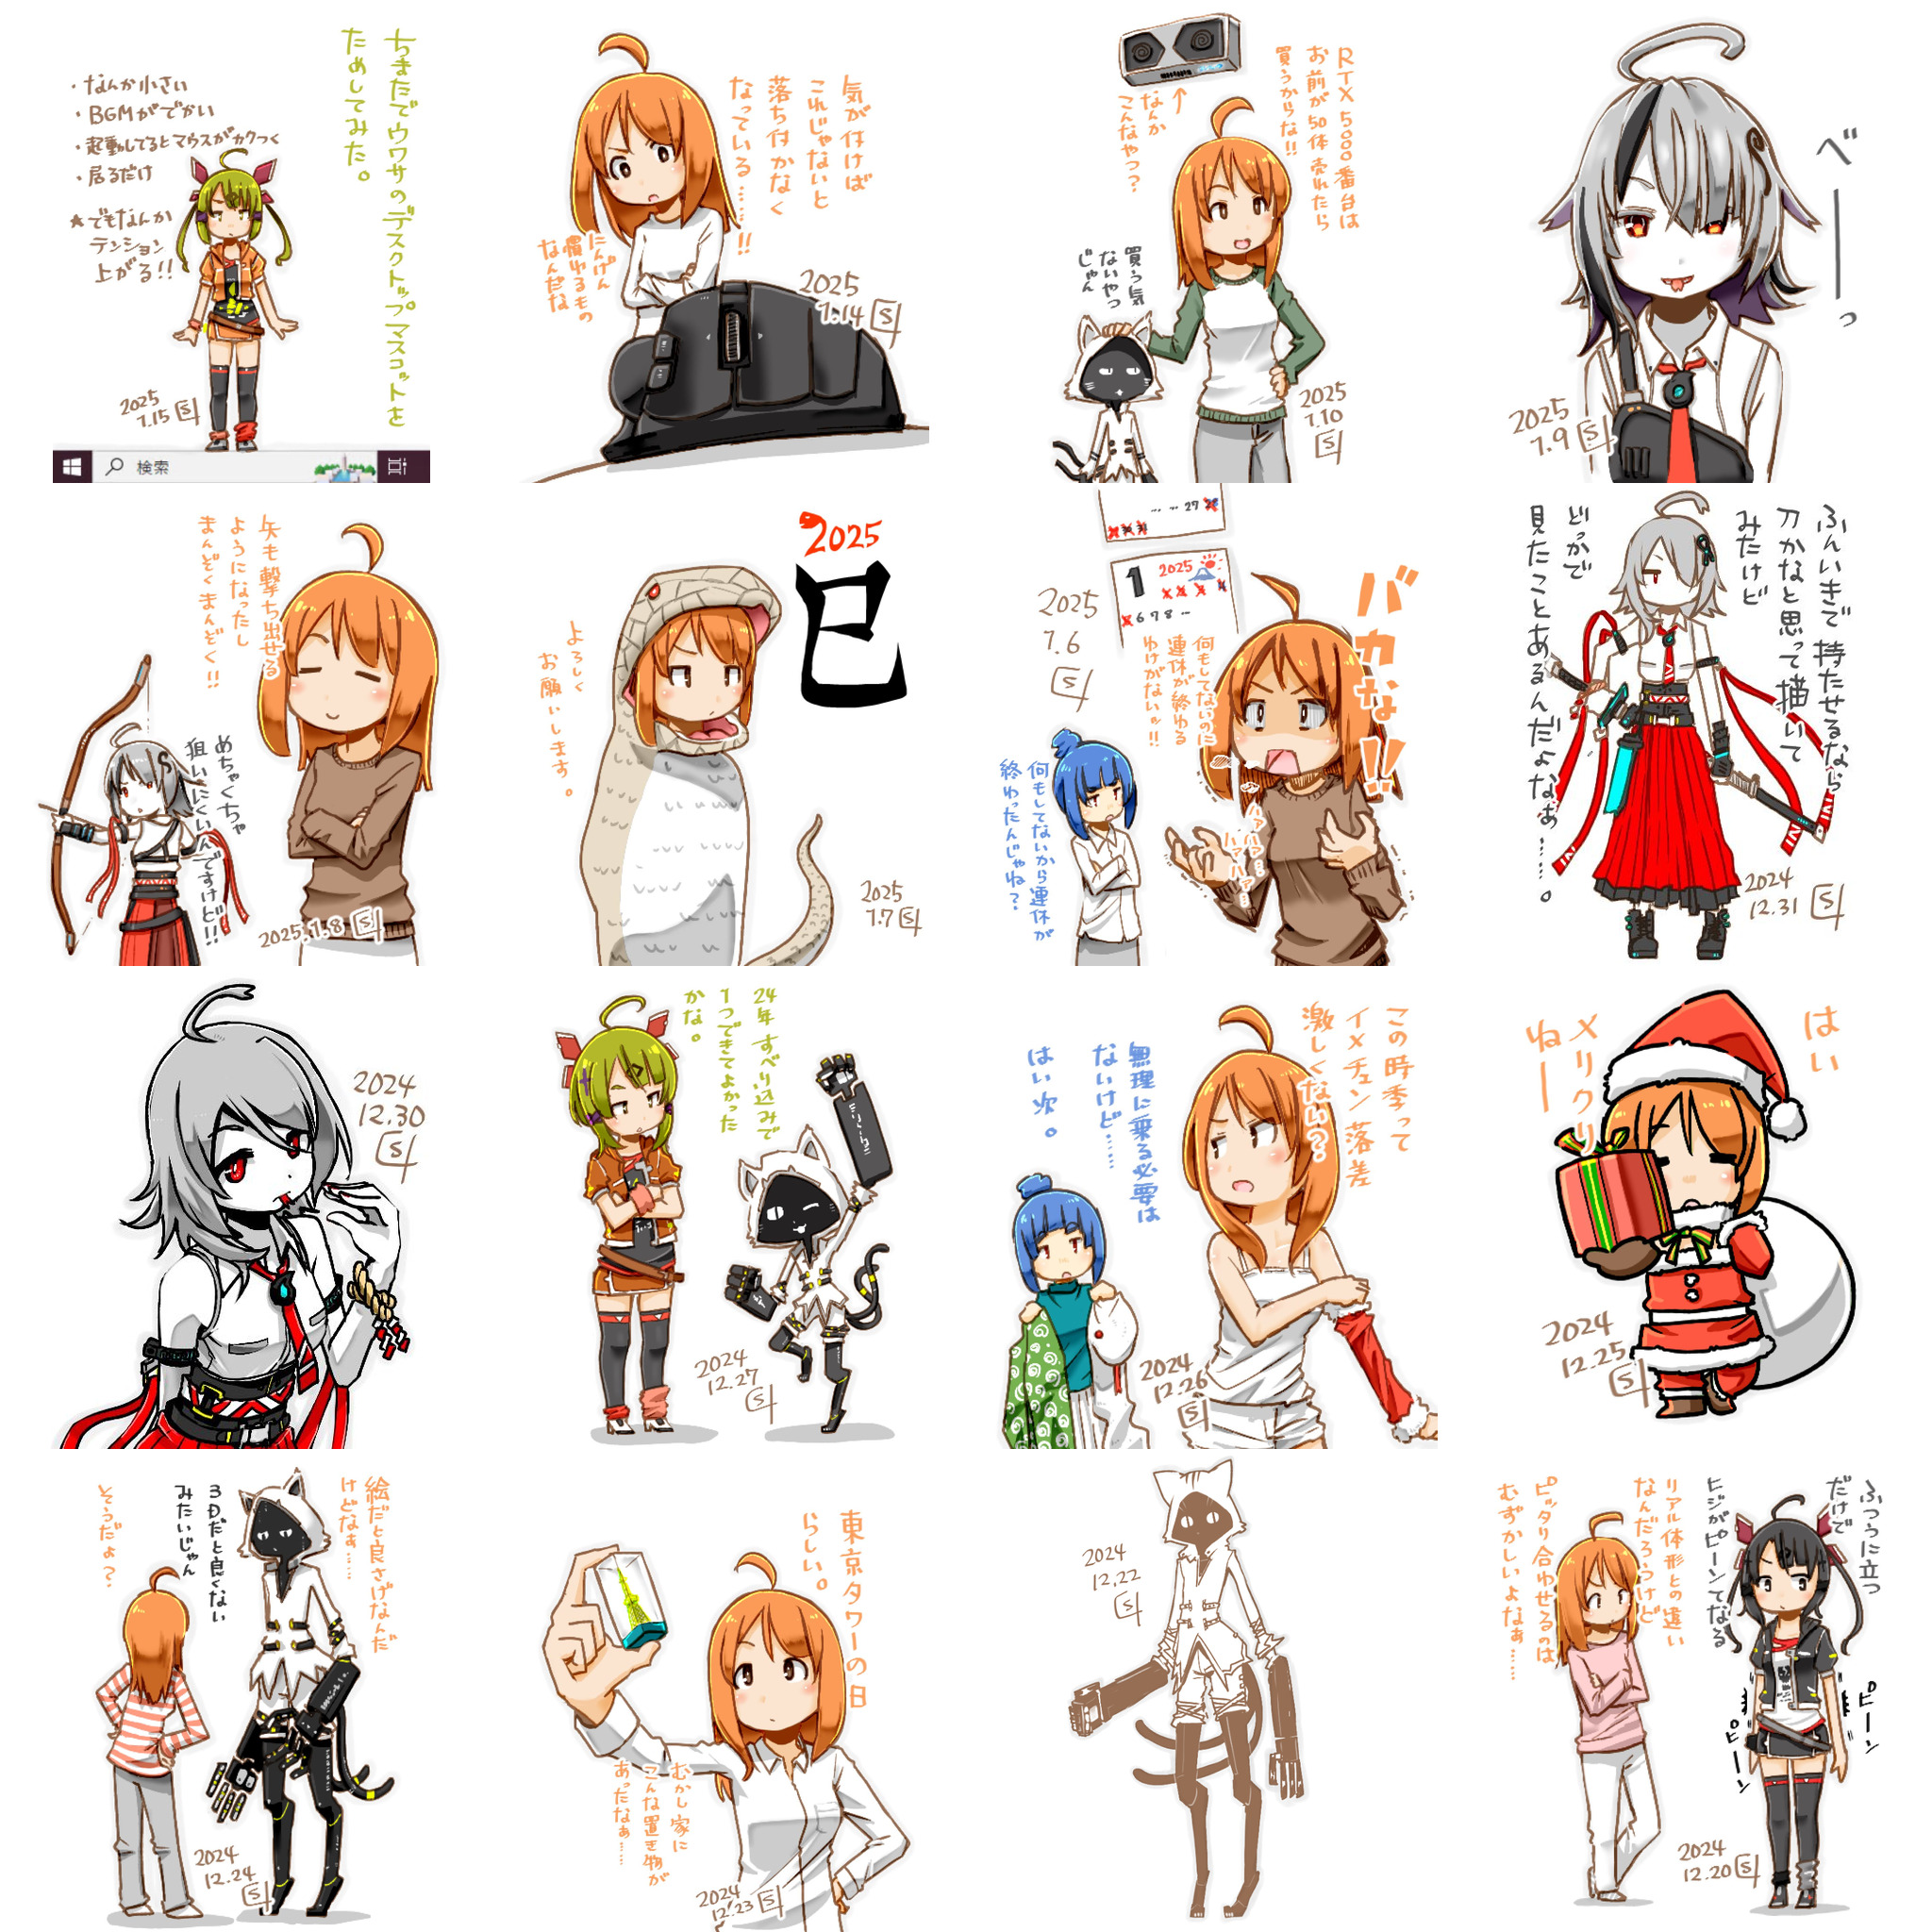 ちまたでウワサのデスクトップマスコットを
ためしてみた。
・なんか小さい
・BGMがでかい
・起動してるとマウスがカクつく
・居るだけ
★でもなんか
テンション
上がる!!
2025
1.15 S
検索
気が付けば
これじゃないと
落ち付かなく
なっている……!!
にんげん
慣れるもの
なんだな
2025
1.14 S
RTX5000番台は
お前が50体売れたら
買うからな!!
なんか
こんなやつ?
買う気
ないやつ
じゃん
2025
1.10
S
べーーっ
2025
1.9 S
矢も撃ち出せる
ようになったし
まんぞくまんぞく!!
めちゃくちゃ
狙いにくいんですけど!!
2025.1.8 S
2025
巳
よろしく
お願いします。
2025
1.7 S
27
1
2025
6 7 8 …
2025
1.6
S
バカな!!
何もしてないのに
連休が終わる
わけがないッ!!
ハァハァ…
ハァハァ…
何もしてないから連休が
終わったんじゃね?
ふんいきで持たせるなら
刀かなと思って描いて
みたけど
どっかで
見たことあるんだよなぁ……。
2024
12.31 S
2024
12.30
S
24年すべり込みで
1つできてよかった
かな。
2024
12.27
S
この時季って
イメチェン落差
激しくない?
無理に乗る必要は
ないけど……
はい次。
2024
12.26
S
はい
メリクリ
ねー
2024
12.25
S
絵だと良さげなんだ
けどなぁ……
3Dだと良くない
みたいじゃん
そうだよ?
2024
12.24
S
東京タワーの日
らしい。
むかし家に
こんな置き物が
あったなぁ……
2024
12.23 S
2024
12.22
S
ふつうに立つ
だけで
ヒジがピーンてなる
リアル体形との違い
なんだろうけど
ピッタリ合わせるのは
むずかしいよなぁ……
ピーン
ピーン
2024
12.20 S